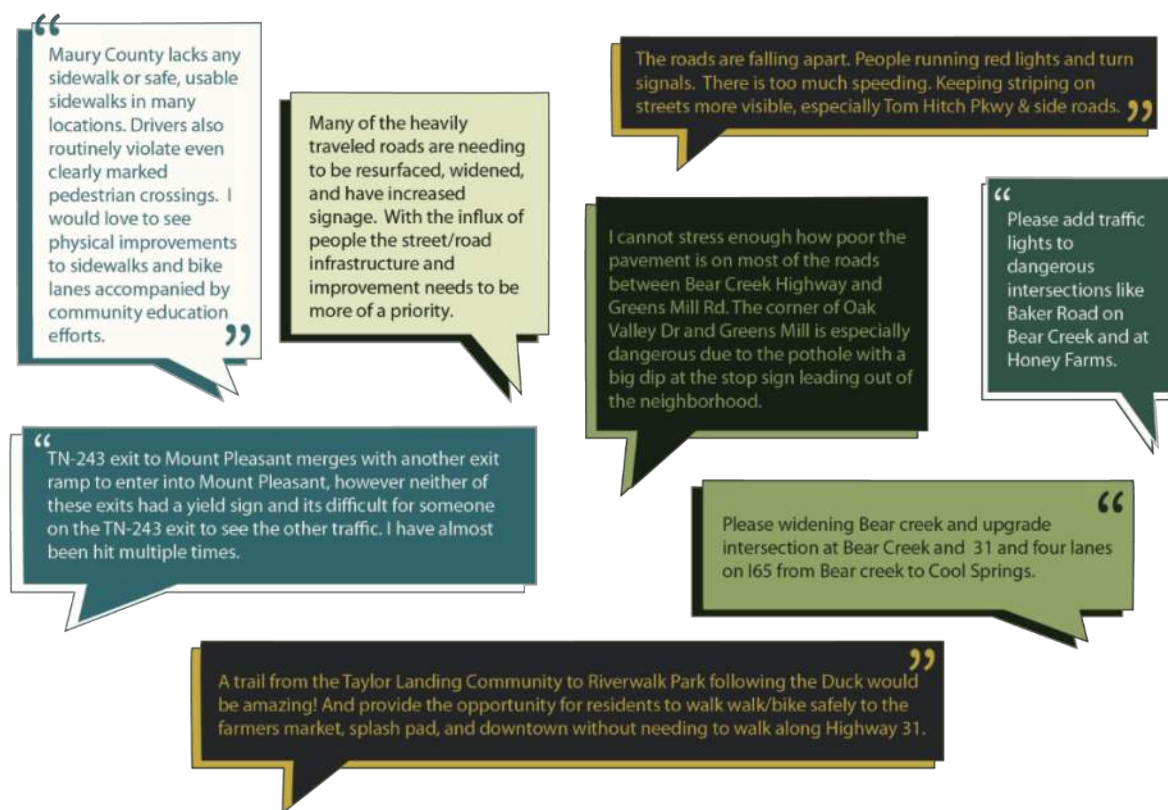 “
Maury County lacks any
sidewalk or safe, usable
sidewalks in many
locations. Drivers also
routinely violate even
clearly marked
pedestrian crossings.  I
would love to see
physical improvements
to sidewalks and bike
lanes accompanied by
community education
efforts.
”
Many of the heavily
traveled roads are needing
to be resurfaced, widened,
and have increased
signage.  With the influx of
people the street/road
infrastructure and
improvement needs to be
more of a priority.
The roads are falling apart. People running red lights and turn
signals.  There is too much speeding. Keeping striping on
streets more visible, especially Tom Hitch Pkwy & side roads. ”
I cannot stress enough how poor the
pavement is on most of the roads
between Bear Creek Highway and
Greens Mill Rd. The corner of Oak
Valley Dr and Greens Mill is especially
dangerous due to the pothole with a
big dip at the stop sign leading out of
the neighborhood.
“
Please add traffic
lights to
dangerous
intersections like
Baker Road on
Bear Creek and at
Honey Farms.
“
TN-243 exit to Mount Pleasant merges with another exit
ramp to enter into Mount Pleasant, however neither of
these exits had a yield sign and its difficult for someone
on the TN-243 exit to see the other traffic. I have almost
been hit multiple times.
“
Please widening Bear creek and upgrade
intersection at Bear Creek and  31 and four lanes
on I65 from Bear creek to Cool Springs.
”
A trail from the Taylor Landing Community to Riverwalk Park following the Duck would
be amazing! And provide the opportunity for residents to walk walk/bike safely to the
farmers market, splash pad, and downtown without needing to walk along Highway 31.